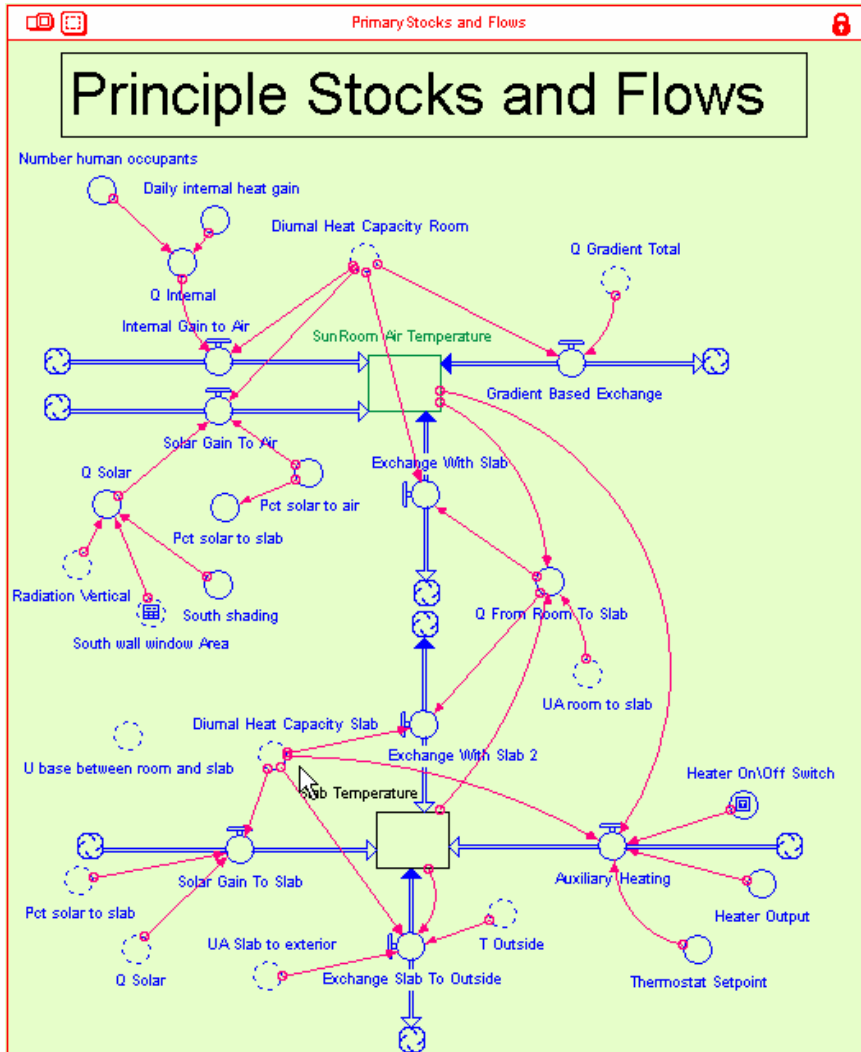 Primary Stocks and Flows
Principle Stocks and Flows
Number human occupants
Daily internal heat gain
Diurnal Heat Capacity Room
Q Gradient Total
Q Internal
Internal Gain to Air
SunRoom Air Temperature
Gradient Based Exchange
Solar Gain To Air
Exchange With Slab
Q Solar
Pct solar to air
Pct solar to slab
Radiation Vertical
South shading
Q From Room To Slab
South wall window Area
UA room to slab
Diurnal Heat Capacity Slab
Exchange With Slab 2
U base between room and slab
Heater On\Off Switch
Slab Temperature
Solar Gain To Slab
Auxiliary Heating
Pct solar to slab
Heater Output
UA Slab to exterior
T Outside
Q Solar
Exchange Slab To Outside
Thermostat Setpoint